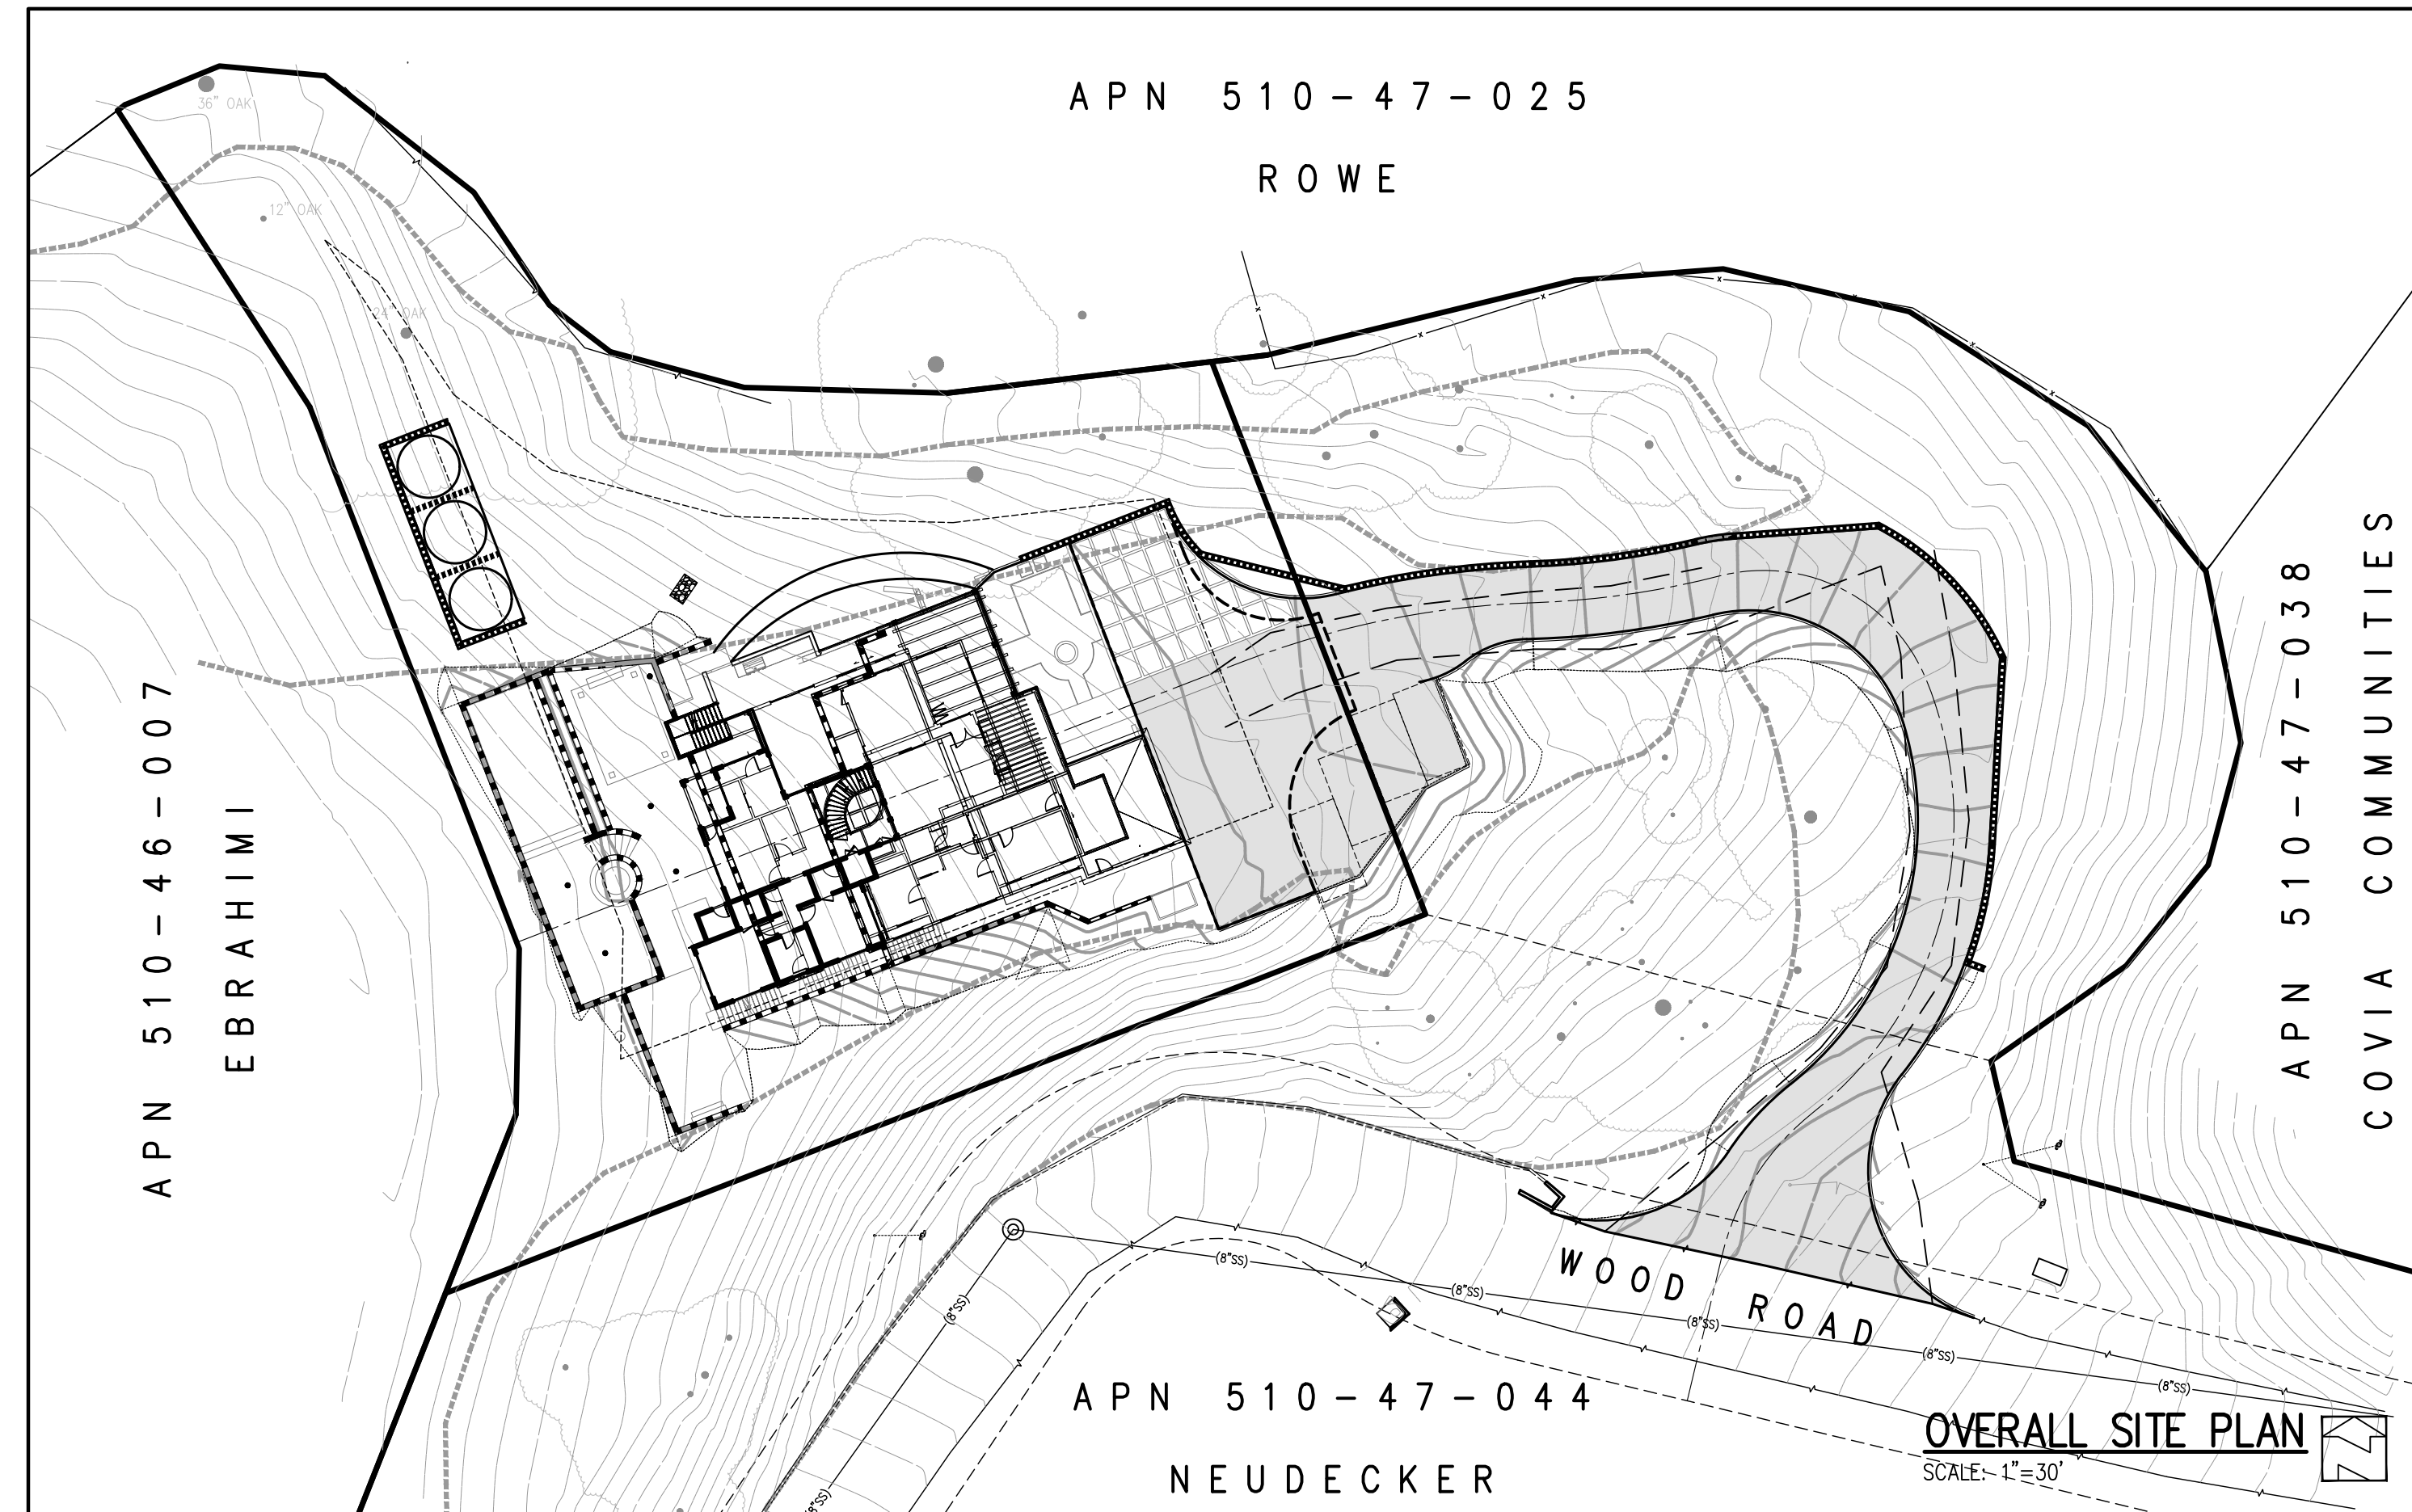 APN 510-47-025
ROWE
36" OAK
12" OAK
24" OAK
APN 510-46-007
EBRAHIMI
APN 510-47-038
COVIA COMMUNITIES
WOOD ROAD
(8"SS)
(8"SS)
(8"SS)
(8"SS)
(8"SS)
(8"SS)
(8"SS)
APN 510-47-044
NEUDECKER
OVERALL SITE PLAN
SCALE: 1"=30'